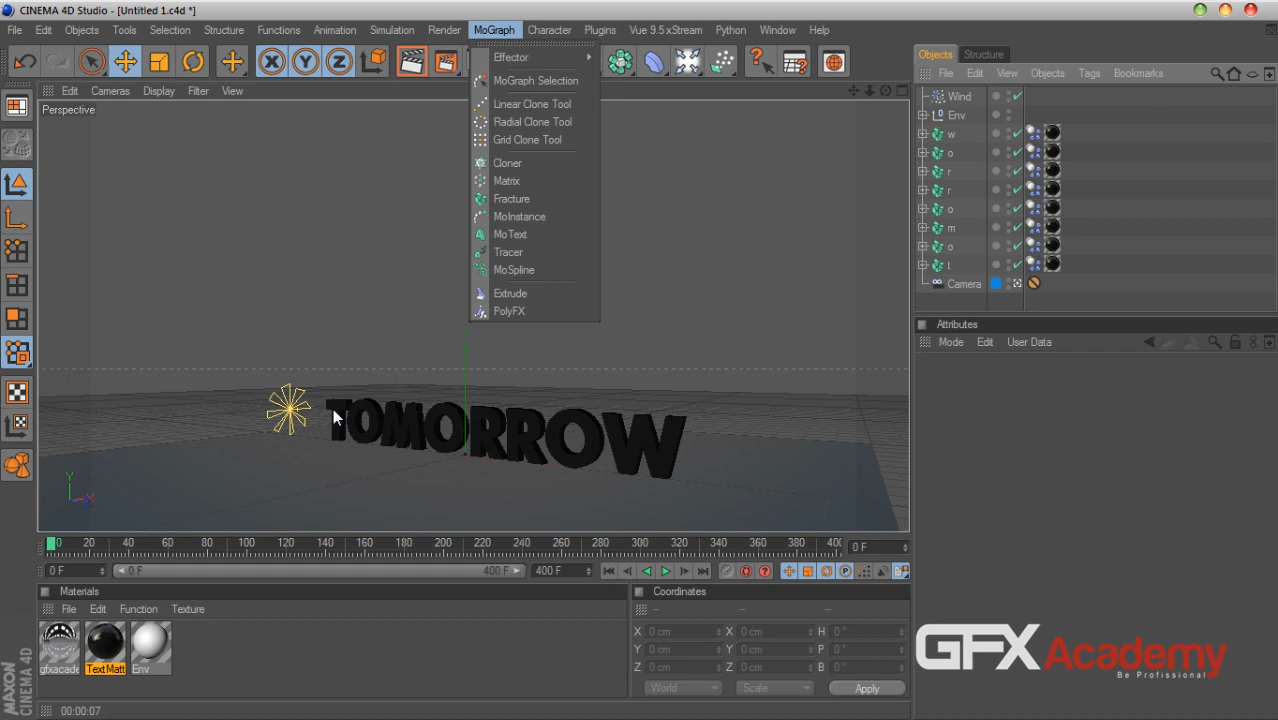 CINEMA 4D Studio - [Untitled 1.c4d *]
File Edit Objects Tools Selection Structure Functions Animation Simulation Render MoGraph Character Plugins Vue 9.5 xStream Python Window Help
Effector
MoGraph Selection
Linear Clone Tool
Radial Clone Tool
Grid Clone Tool
Cloner
Matrix
Fracture
MoInstance
MoText
Tracer
MoSpline
Extrude
PolyFX
X Y Z
Edit Cameras Display Filter View
Perspective
TOMORROW
Y
X
Objects Structure
File Edit View Objects Tags Bookmarks
Wind
Env
w
o
r
r
o
m
o
t
Camera
Attributes
Mode Edit User Data
0 20 40 60 80 100 120 140 160 180 200 220 240 260 280 300 320 340 360 380 40
0 F
0 F 0 F 400 F 400 F
Materials
File Edit Function Texture
gfxacade TextMatt Env
Coordinates
X 0 cm X 0 cm H 0 °
Y 0 cm Y 0 cm P 0 °
Z 0 cm Z 0 cm B 0 °
World Scale Apply
GFX Academy
Be Profissional
MAXON
CINEMA 4D
00:00:07